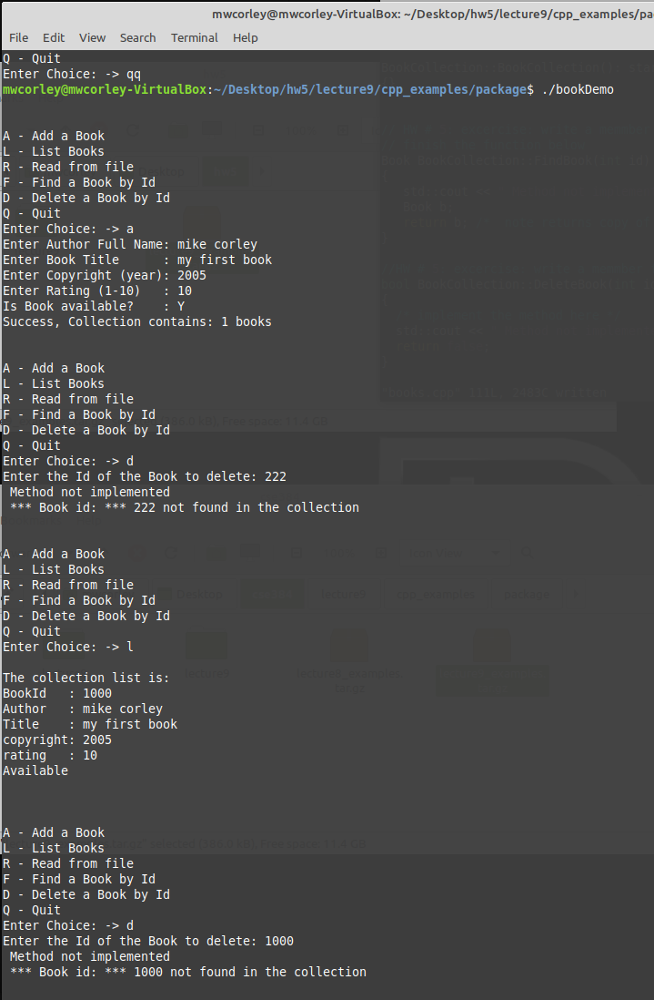 mwcorley@mwcorley-VirtualBox: ~/Desktop/hw5/lecture9/cpp_examples/pa
File Edit View Search Terminal Help
Q - Quit
Enter Choice: -> qq
mwcorley@mwcorley-VirtualBox:~/Desktop/hw5/lecture9/cpp_examples/package$ ./bookDemo
A - Add a Book
L - List Books
R - Read from file
F - Find a Book by Id
D - Delete a Book by Id
Q - Quit
Enter Choice: -> a
Enter Author Full Name: mike corley
Enter Book Title      : my first book
Enter Copyright (year): 2005
Enter Rating (1-10)   : 10
Is Book available?    : Y
Success, Collection contains: 1 books
A - Add a Book
L - List Books
R - Read from file
F - Find a Book by Id
D - Delete a Book by Id
Q - Quit
Enter Choice: -> d
Enter the Id of the Book to delete: 222
 Method not implemented
 *** Book id: *** 222 not found in the collection
A - Add a Book
L - List Books
R - Read from file
F - Find a Book by Id
D - Delete a Book by Id
Q - Quit
Enter Choice: -> l
The collection list is:
BookId   : 1000
Author   : mike corley
Title    : my first book
copyright: 2005
rating   : 10
Available
A - Add a Book
L - List Books
R - Read from file
F - Find a Book by Id
D - Delete a Book by Id
Q - Quit
Enter Choice: -> d
Enter the Id of the Book to delete: 1000
 Method not implemented
 *** Book id: *** 1000 not found in the collection